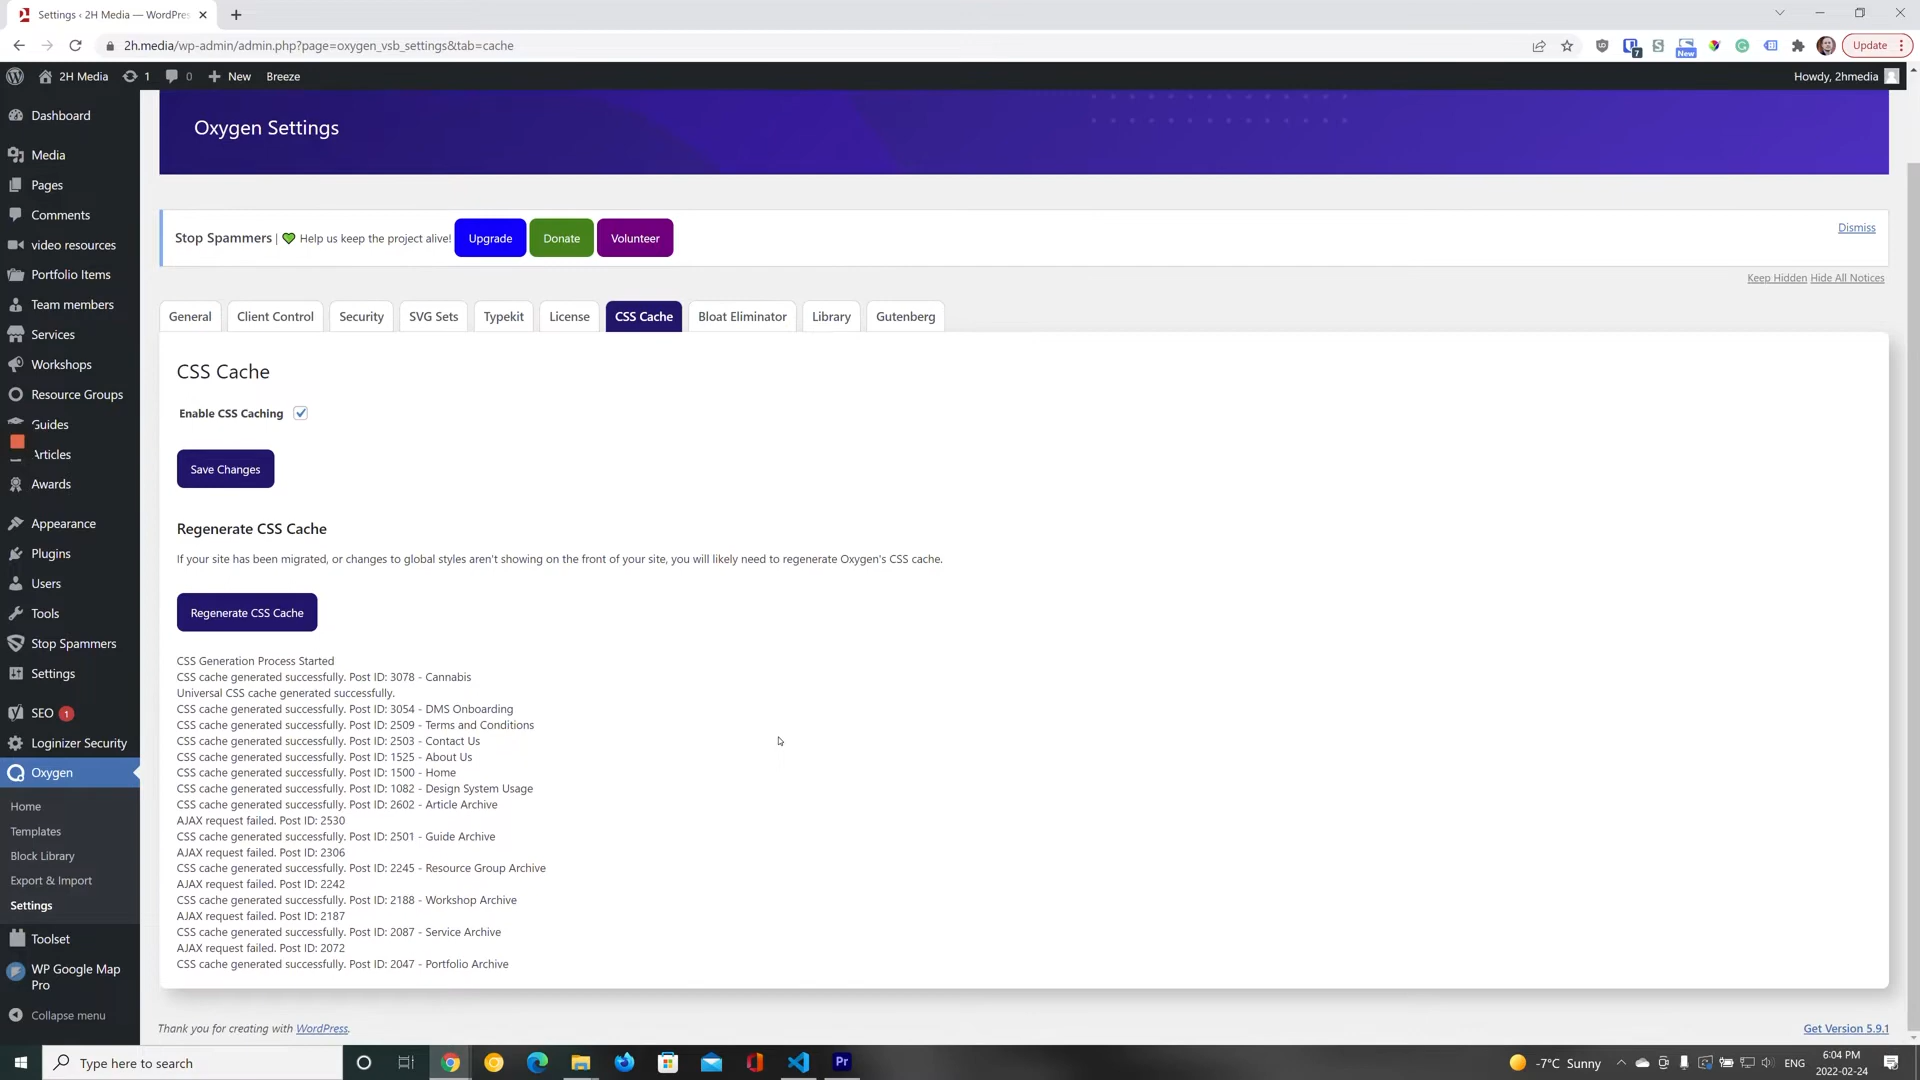 Settings ‹ 2H Media — WordPres
2h.media/wp-admin/admin.php?page=oxygen_vsb_settings&tab=cache
7
New
Update
2H Media
1
0
New
Breeze
Howdy, 2hmedia
Dashboard
Media
Pages
Comments
video resources
Portfolio Items
Team members
Services
Workshops
Resource Groups
Guides
Articles
Awards
Appearance
Plugins
Users
Tools
Stop Spammers
Settings
SEO 1
Loginizer Security
Oxygen
Home
Templates
Block Library
Export & Import
Settings
Toolset
WP Google Map
Pro
Collapse menu
Oxygen Settings
Stop Spammers | 💚 Help us keep the project alive! Upgrade Donate Volunteer
Dismiss
Keep Hidden Hide All Notices
General Client Control Security SVG Sets Typekit License CSS Cache Bloat Eliminator Library Gutenberg
CSS Cache
Enable CSS Caching
Save Changes
Regenerate CSS Cache
If your site has been migrated, or changes to global styles aren't showing on the front of your site, you will likely need to regenerate Oxygen's CSS cache.
Regenerate CSS Cache
CSS Generation Process Started
CSS cache generated successfully. Post ID: 3078 - Cannabis
Universal CSS cache generated successfully.
CSS cache generated successfully. Post ID: 3054 - DMS Onboarding
CSS cache generated successfully. Post ID: 2509 - Terms and Conditions
CSS cache generated successfully. Post ID: 2503 - Contact Us
CSS cache generated successfully. Post ID: 1525 - About Us
CSS cache generated successfully. Post ID: 1500 - Home
CSS cache generated successfully. Post ID: 1082 - Design System Usage
CSS cache generated successfully. Post ID: 2602 - Article Archive
AJAX request failed. Post ID: 2530
CSS cache generated successfully. Post ID: 2501 - Guide Archive
AJAX request failed. Post ID: 2306
CSS cache generated successfully. Post ID: 2245 - Resource Group Archive
AJAX request failed. Post ID: 2242
CSS cache generated successfully. Post ID: 2188 - Workshop Archive
AJAX request failed. Post ID: 2187
CSS cache generated successfully. Post ID: 2087 - Service Archive
AJAX request failed. Post ID: 2072
CSS cache generated successfully. Post ID: 2047 - Portfolio Archive
Thank you for creating with WordPress.
Get Version 5.9.1
Type here to search
Pr
-7°C Sunny
ENG
6:04 PM
2022-02-24